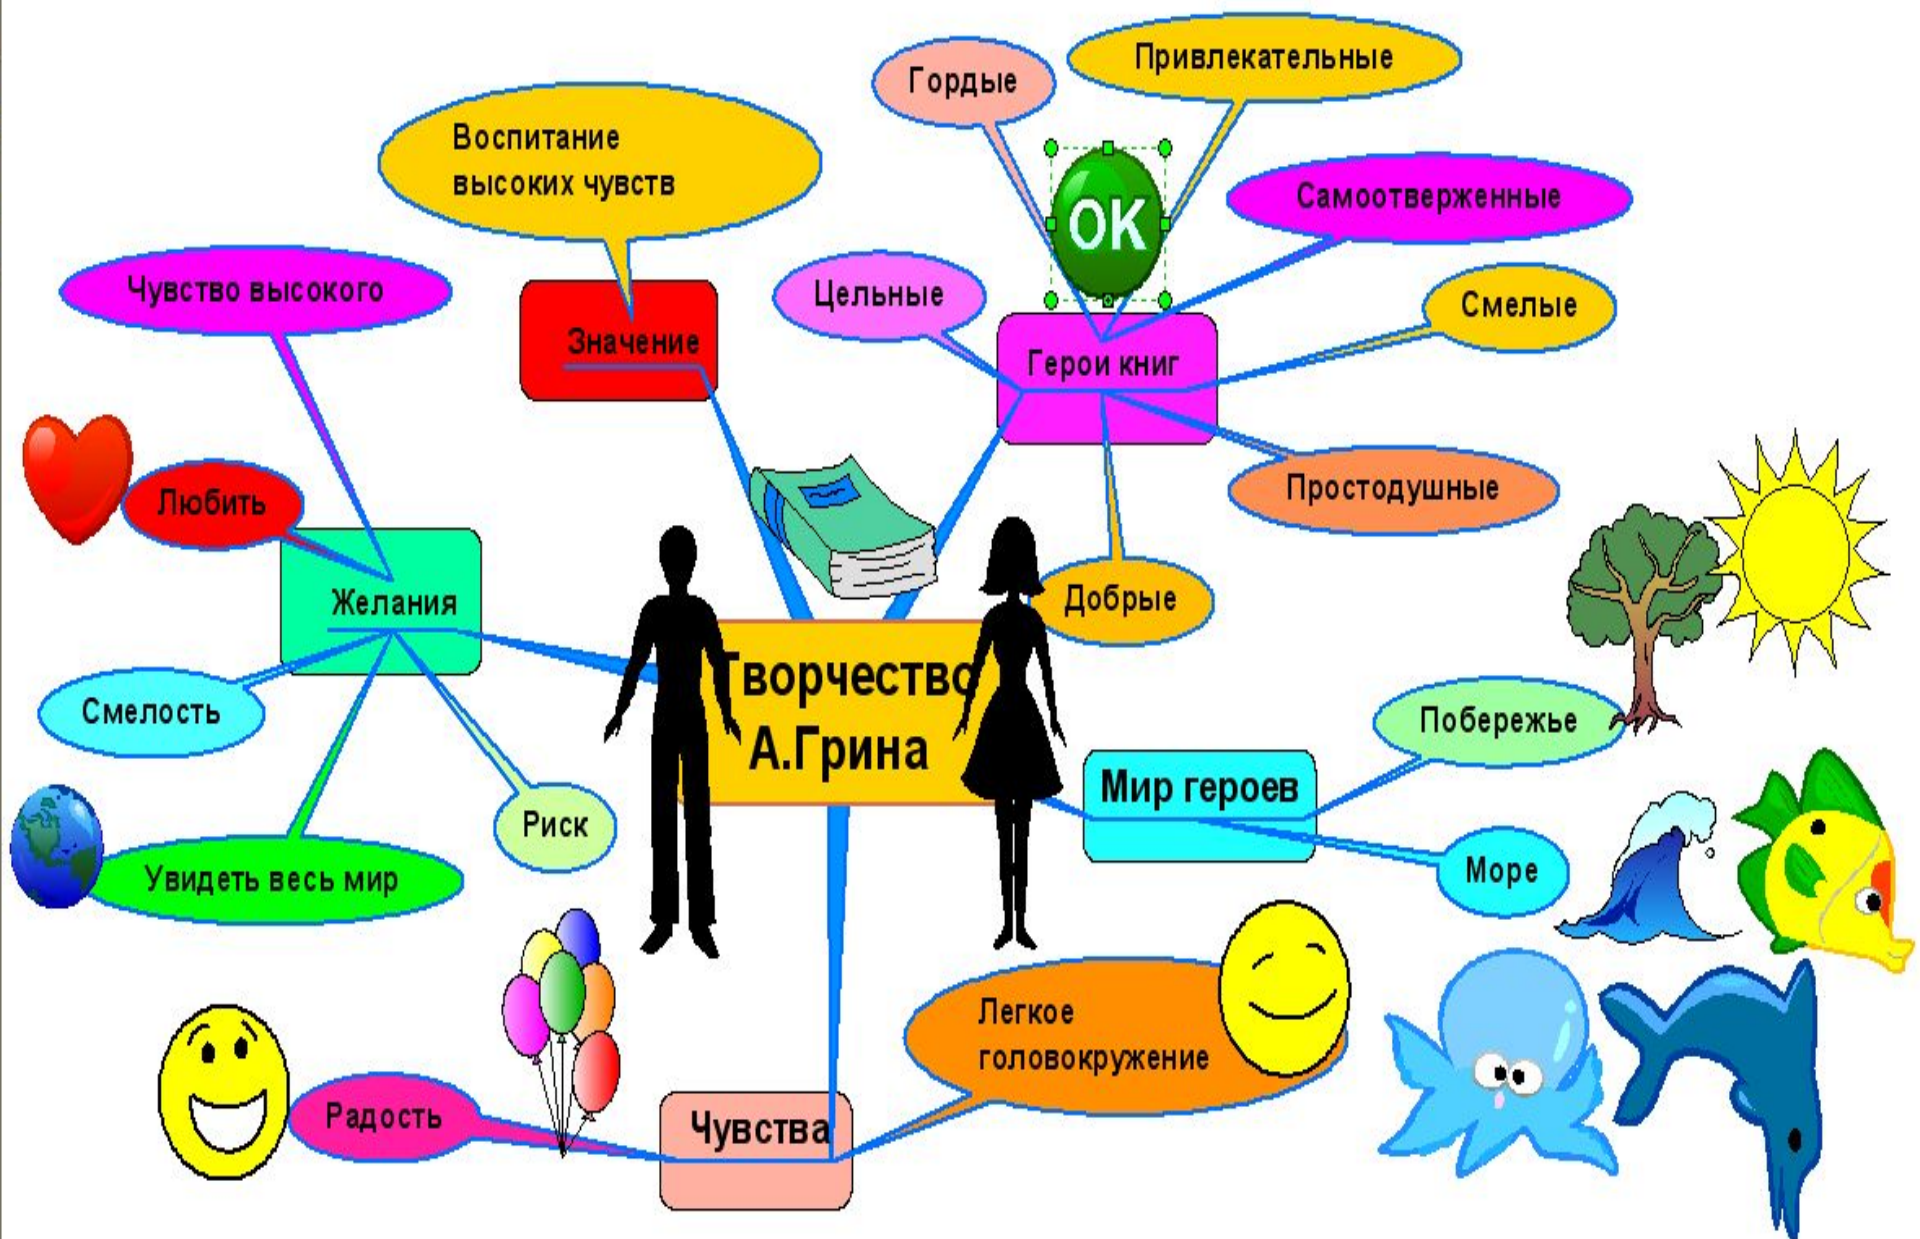 Гордые
Привлекательные
Воспитание
высоких чувств
OK
Самоотверженные
Чувство высокого
Цельные
Смелые
Значение
Герои книг
Любить
Простодушные
Желания
Добрые
Творчество
А.Грина
Смелость
Побережье
Мир героев
Риск
Море
Увидеть весь мир
Легкое
головокружение
Радость
Чувства